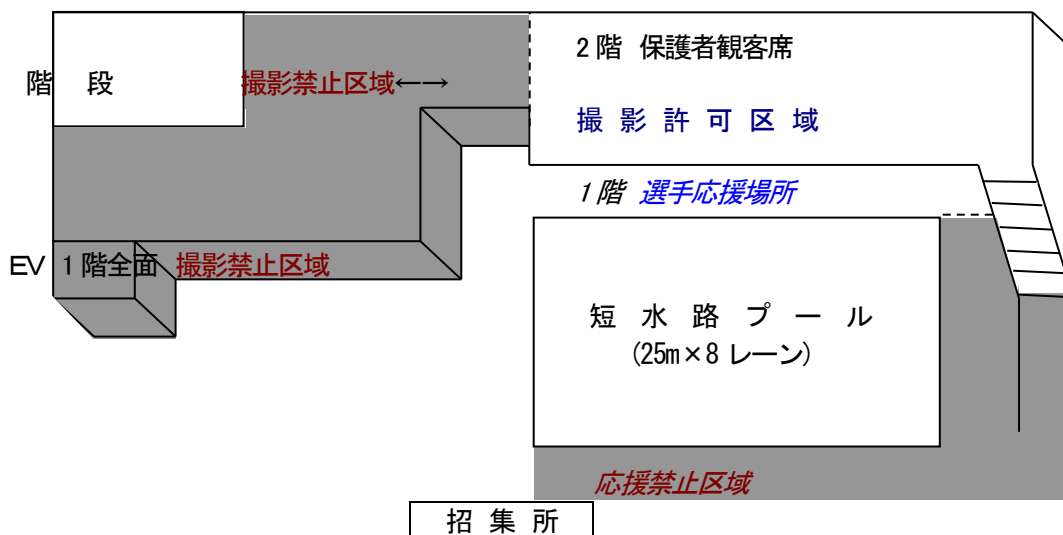 2階 保護者観客席
階 段 撮影禁止区域←→
撮 影 許 可 区 域
1階 選手応援場所
EV 1階全面 撮影禁止区域
短 水 路 プ ー ル
(25m×8 レーン)
応援禁止区域
招 集 所